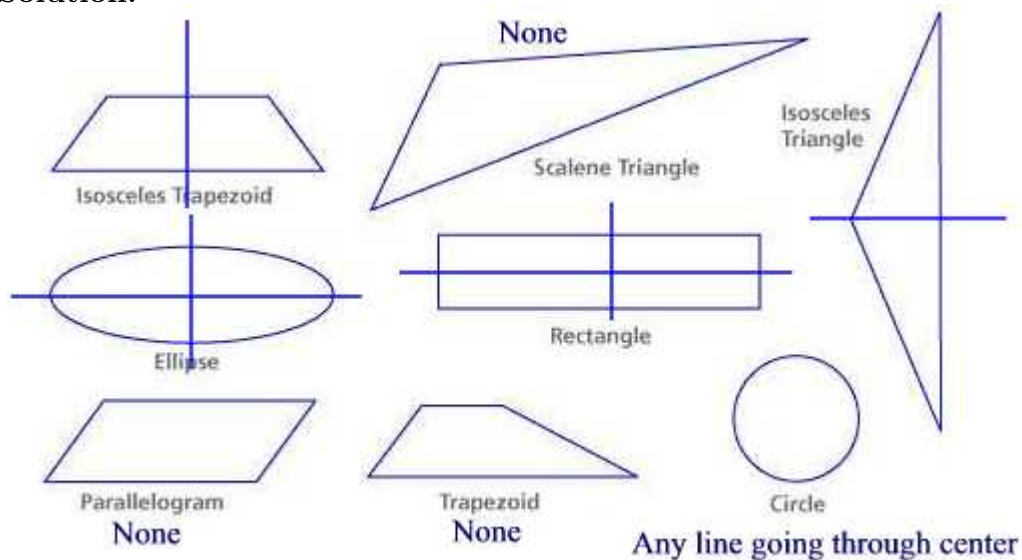 Solution:
None
Isosceles
Triangle
Scalene Triangle
Isosceles Trapezoid
Rectangle
Ellipse
Parallelogram
None
Trapezoid
None
Circle
Any line going through center